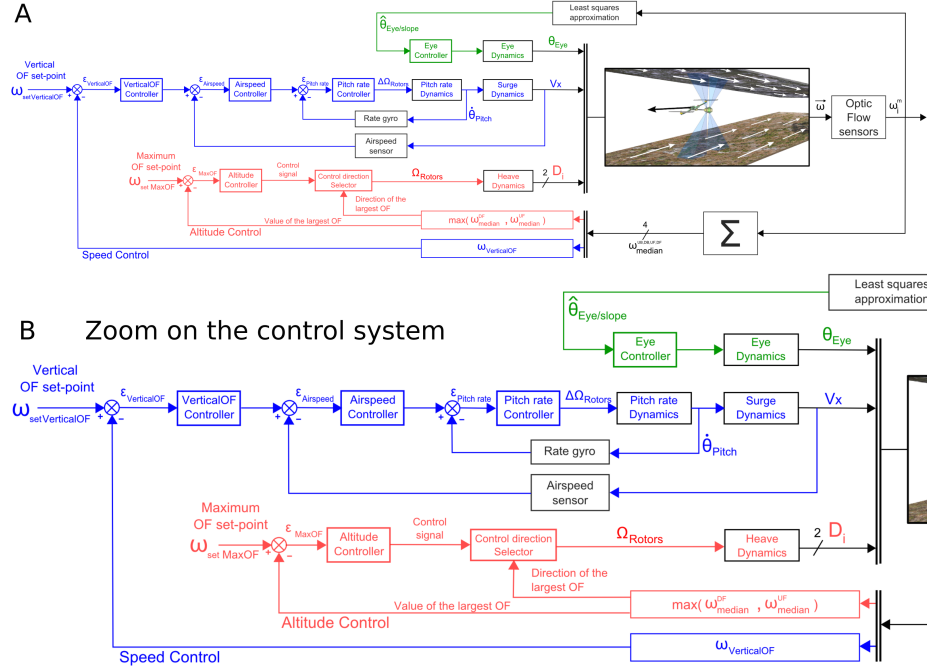 A
Least squares
approximation
θ̂Eye/slope
Eye
Controller
Eye
Dynamics
θEye
Vertical
OF set-point
ωsetVerticalOF
+
−
εVerticalOF
VerticalOF
Controller
+
−
εAirspeed
Airspeed
Controller
+
−
εPitch rate
Pitch rate
Controller
ΔΩRotors
Pitch rate
Dynamics
Surge
Dynamics
Vx
Rate gyro
θ̇Pitch
Airspeed
sensor
ω⃗
Optic
Flow
sensors
ωim
Maximum
OF set-point
ωset MaxOF
+
−
ε MaxOF
Altitude
Controller
Control
signal
Control direction
Selector
ΩRotors
Heave
Dynamics
2
Di
Direction of the
largest OF
Value of the largest OF
Altitude Control
max( ωmedianDF , ωmedianUF )
4
ωmedian
Σ
Speed Control
ωVerticalOF
B Zoom on the control system
Least squares
approximation
θ̂Eye/slope
Eye
Controller
Eye
Dynamics
θEye
Vertical
OF set-point
ωsetVerticalOF
+
−
εVerticalOF
VerticalOF
Controller
+
−
εAirspeed
Airspeed
Controller
+
−
εPitch rate
Pitch rate
Controller
ΔΩRotors
Pitch rate
Dynamics
Surge
Dynamics
Vx
Rate gyro
θ̇Pitch
Airspeed
sensor
Maximum
OF set-point
ωset MaxOF
+
−
ε MaxOF
Altitude
Controller
Control
signal
Control direction
Selector
ΩRotors
Heave
Dynamics
2
Di
Direction of the
largest OF
Value of the largest OF
Altitude Control
max( ωmedianDF , ωmedianUF )
Speed Control
ωVerticalOF